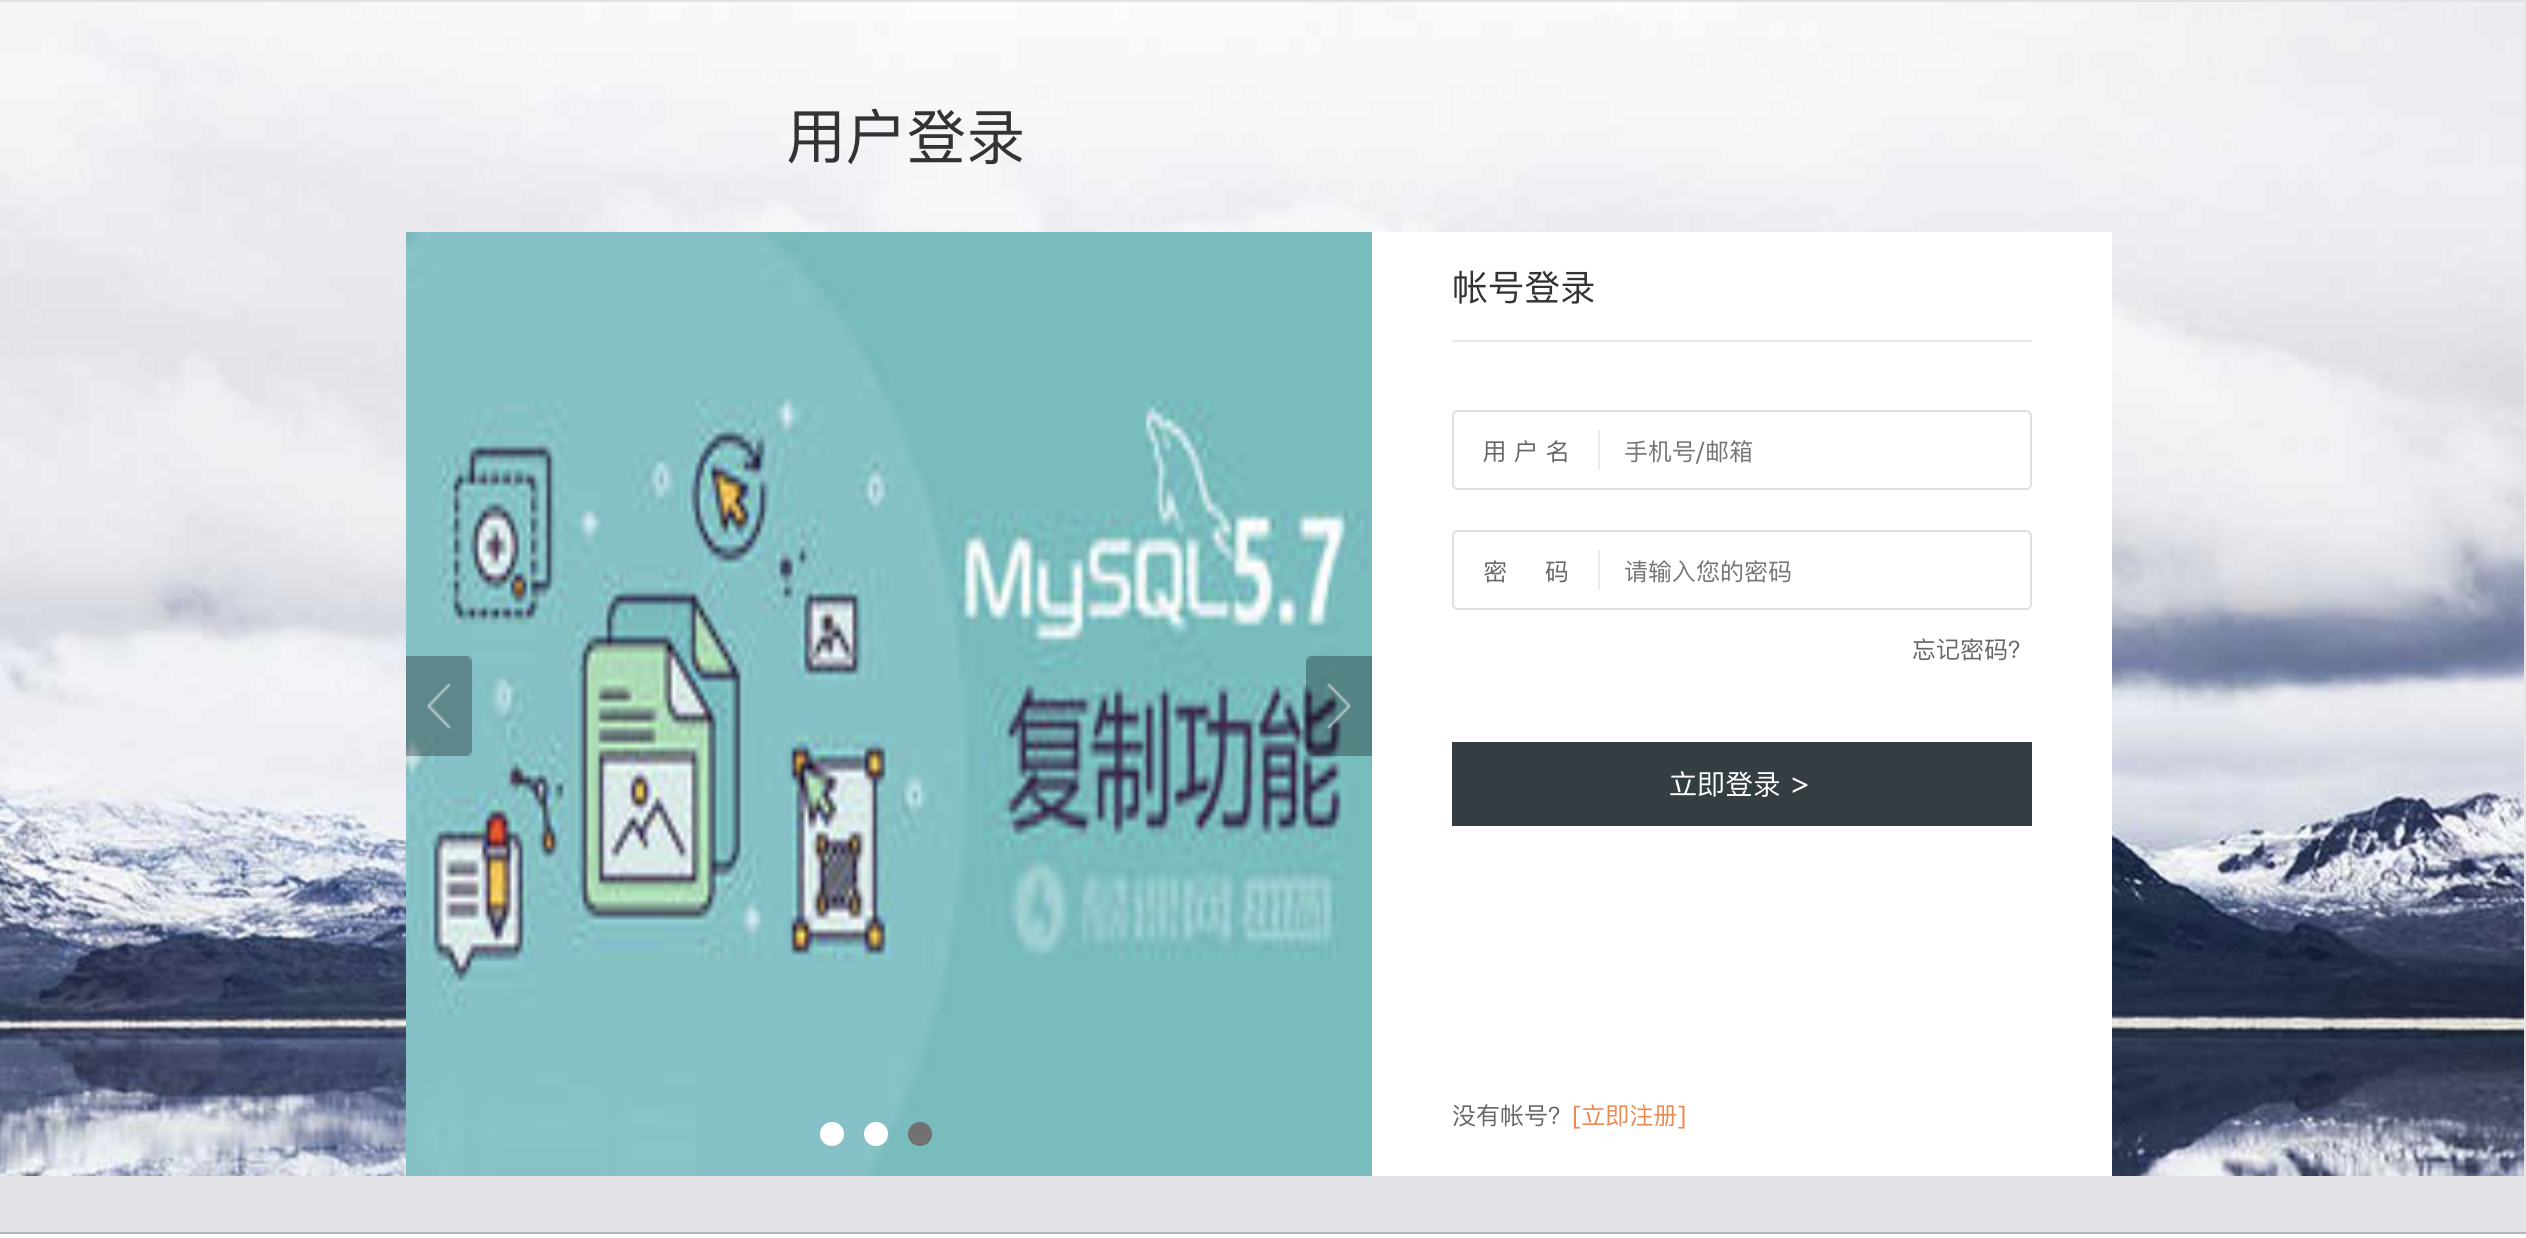 用户登录
MySQL5.7
复制功能
帐号登录
用户名 手机号/邮箱
密码 请输入您的密码
忘记密码?
立即登录 >
没有帐号? [立即注册]